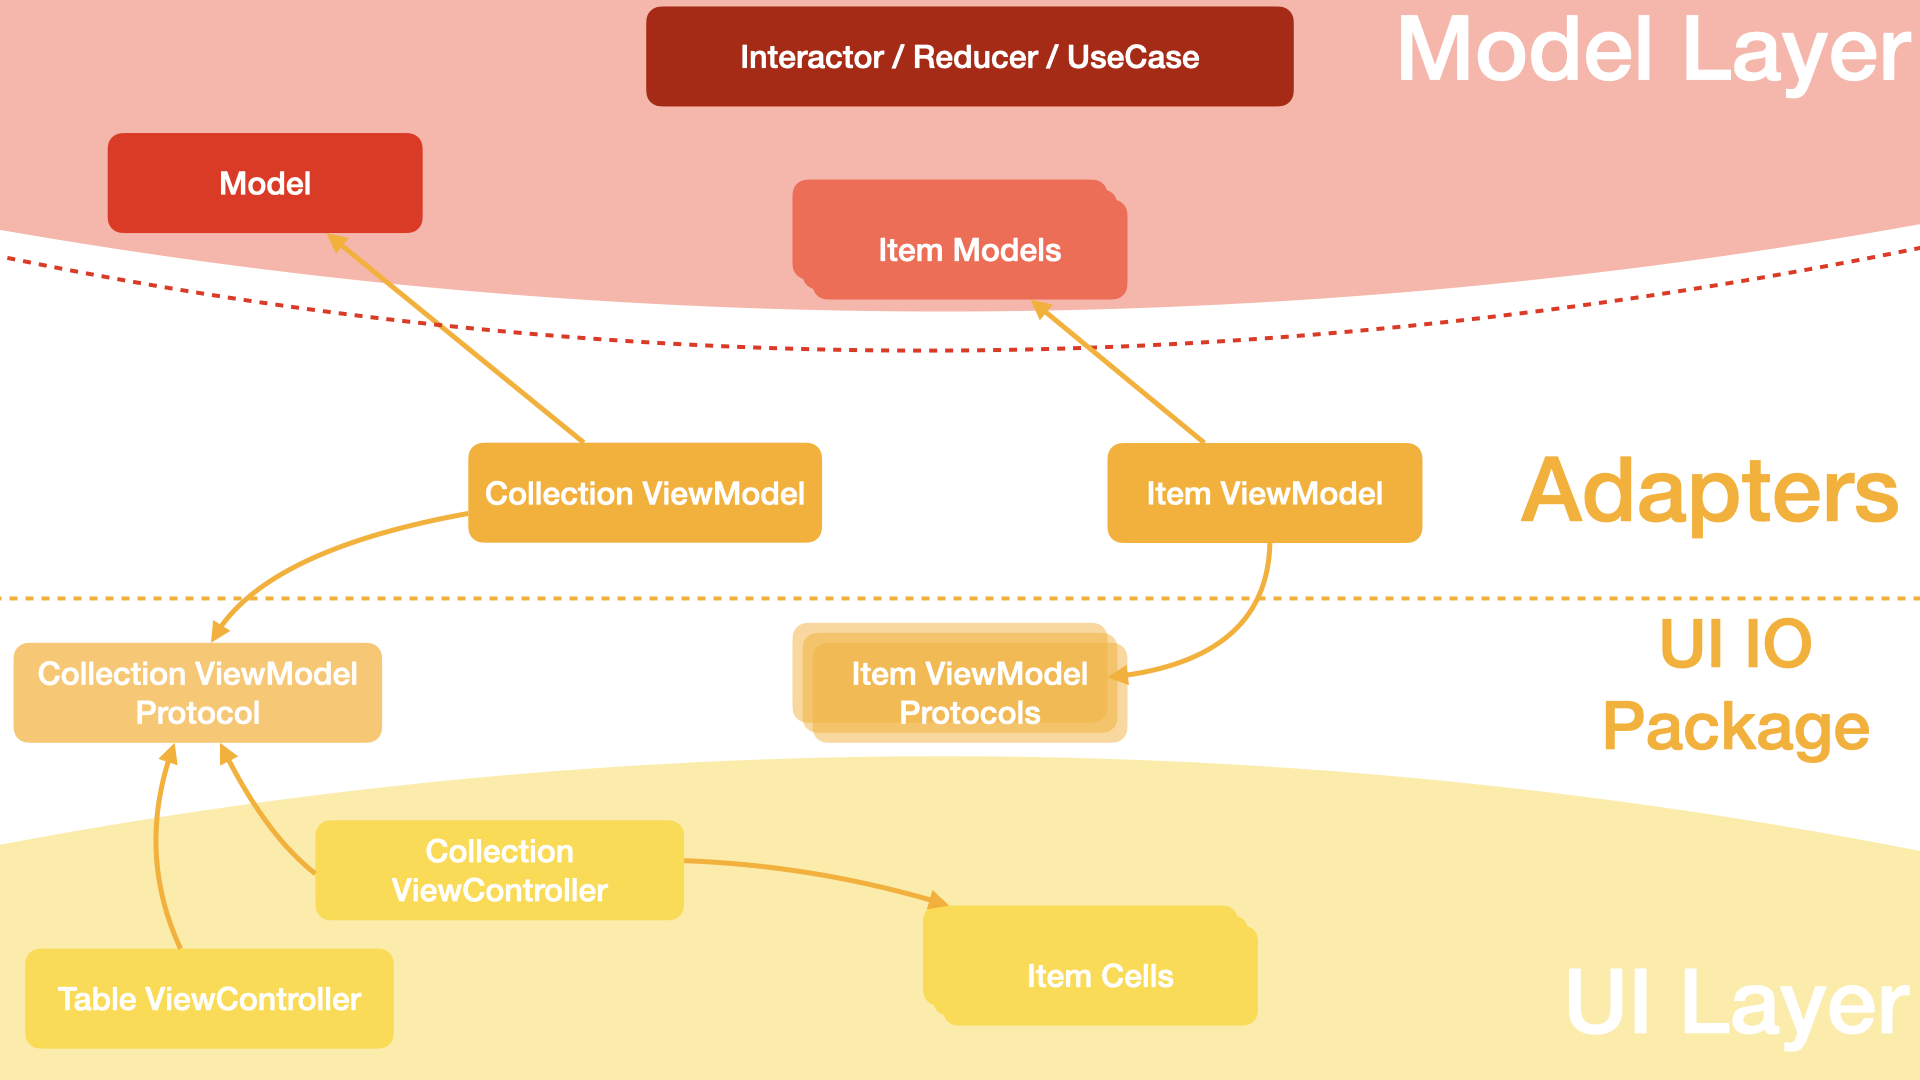 Interactor / Reducer / UseCase
Model Layer
Model
Item Models
Collection ViewModel
Item ViewModel
Adapters
UI IO
Package
Collection ViewModel
Protocol
Item ViewModel
Protocols
Collection
ViewController
Item Cells
Table ViewController
UI Layer